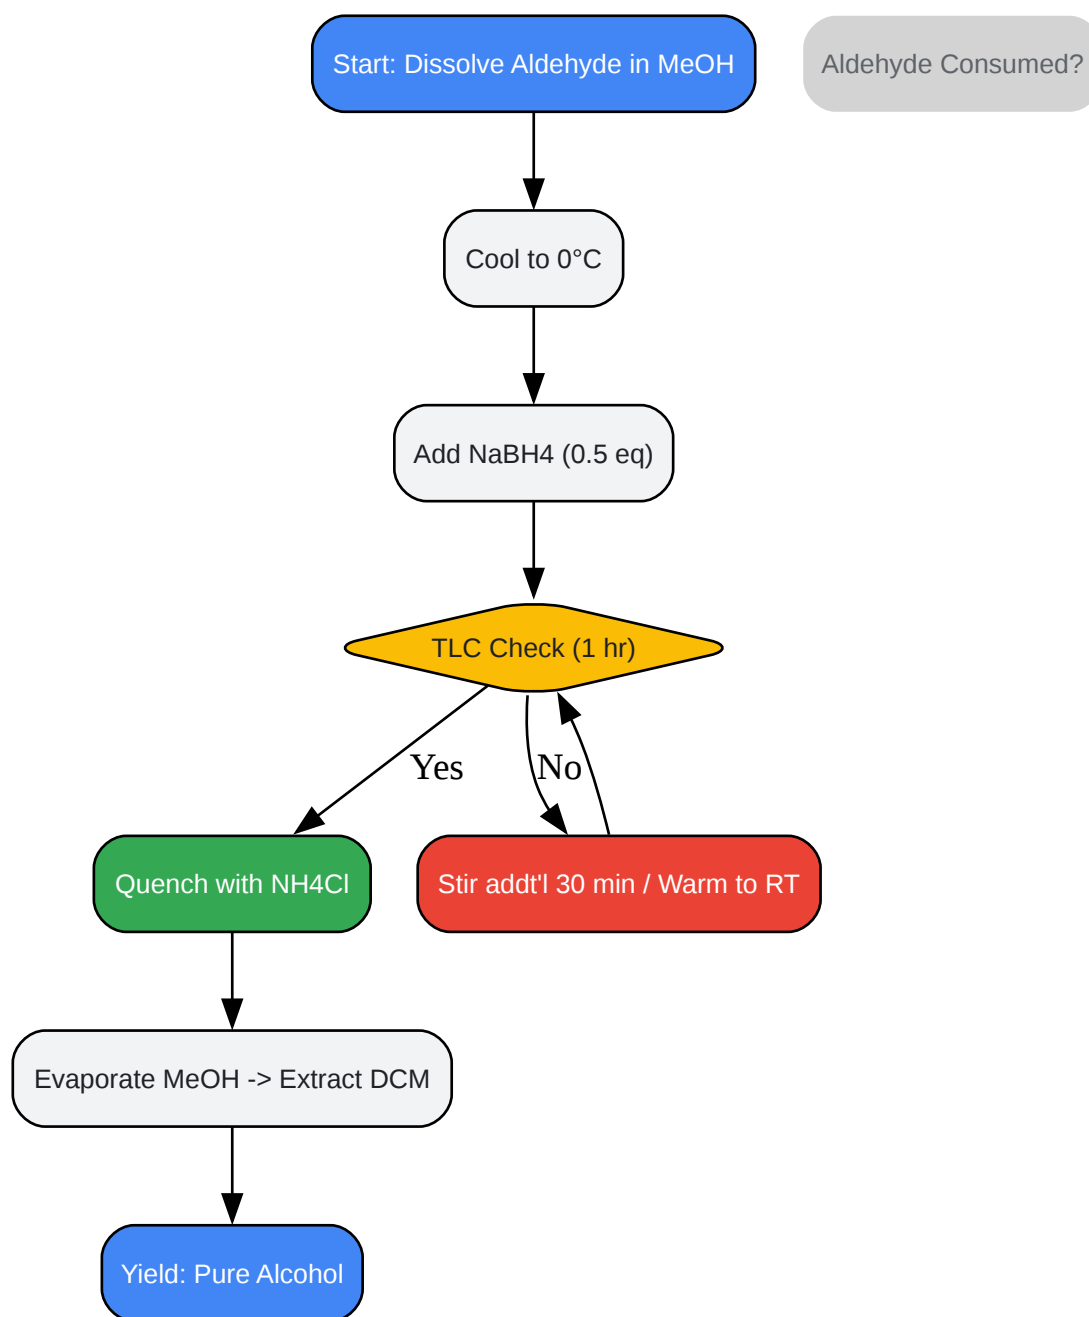 Start: Dissolve Aldehyde in MeOH
Aldehyde Consumed?
Cool to 0°C
Add NaBH4 (0.5 eq)
TLC Check (1 hr)
Yes
No
Quench with NH4Cl
Stir addt'l 30 min / Warm to RT
Evaporate MeOH -> Extract DCM
Yield: Pure Alcohol